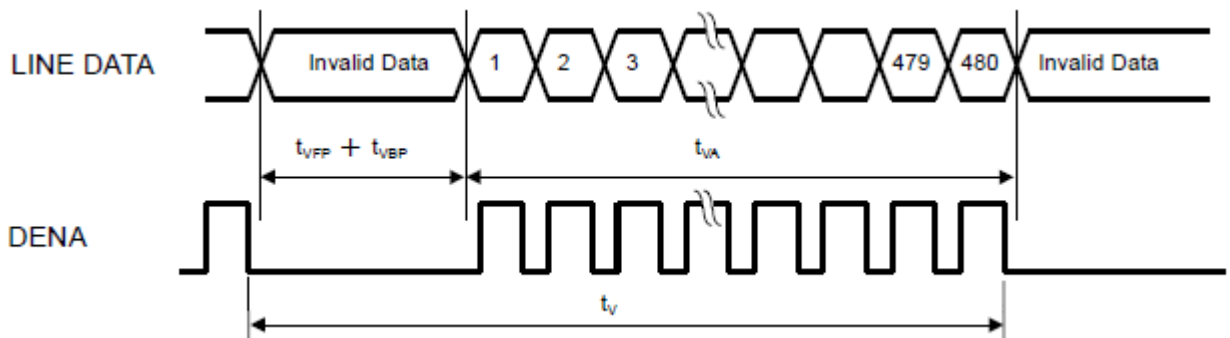 LINE DATA
Invalid Data 1 2 3 479 480 Invalid Data
tVFP + tVBP tVA
DENA
tV